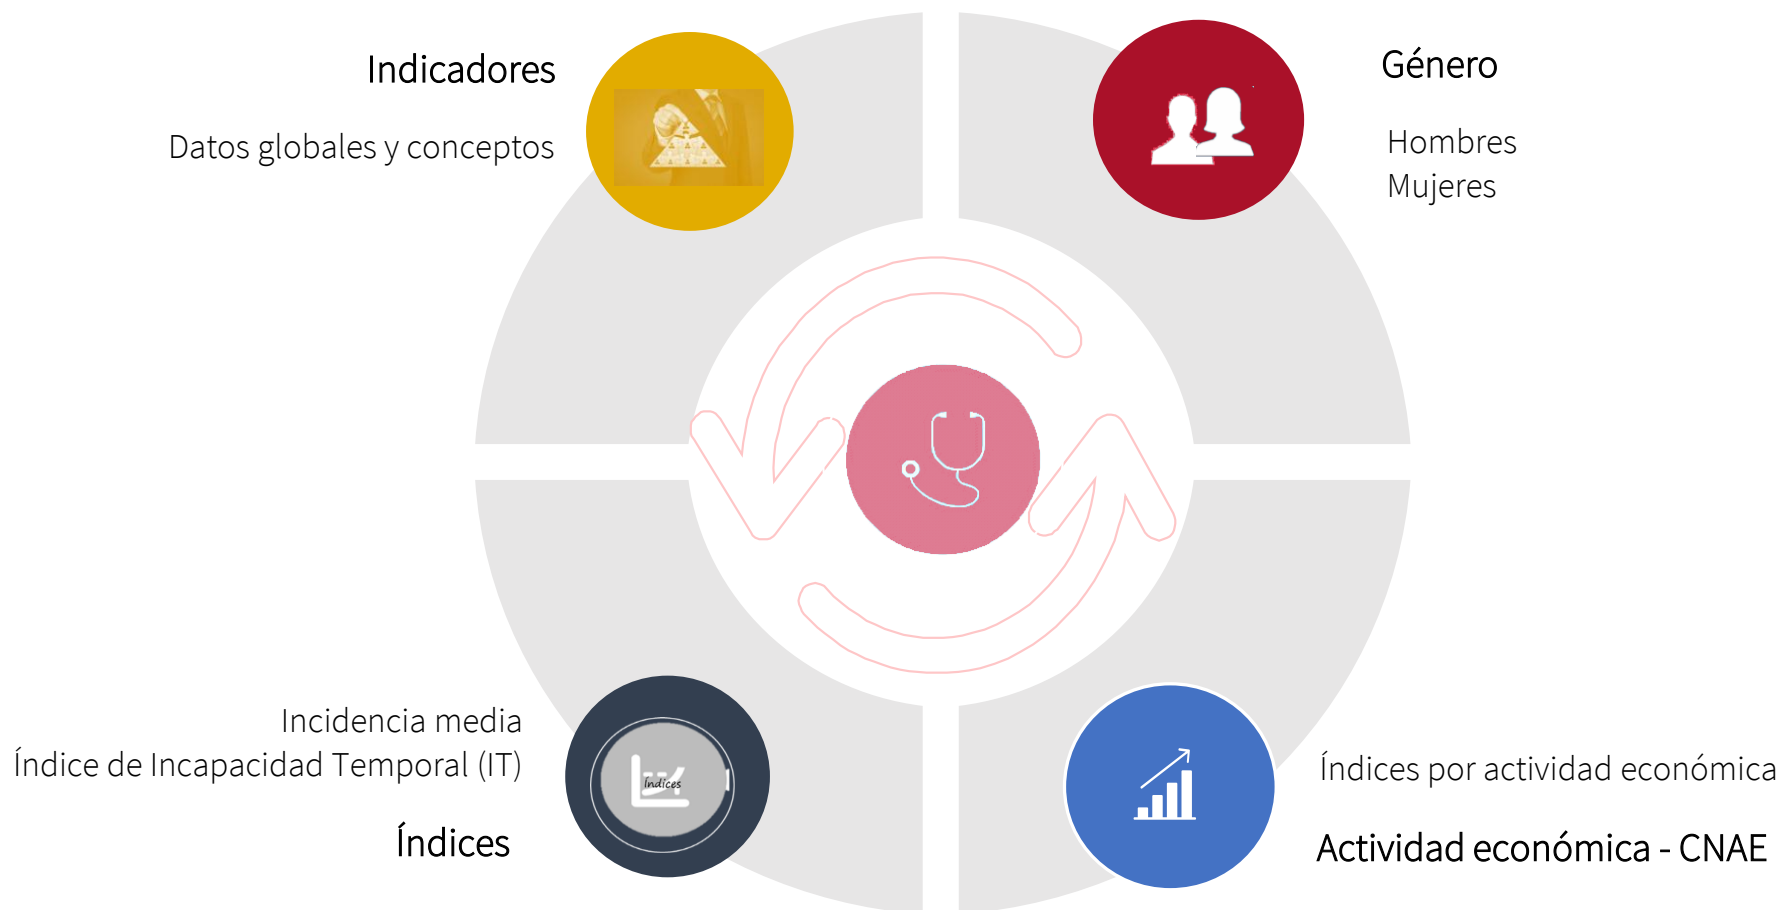 Indicadores
Datos globales y conceptos
Género
Hombres
Mujeres
Incidencia media
Índice de Incapacidad Temporal (IT)
Índices
Índices
Índices por actividad económica
Actividad económica - CNAE